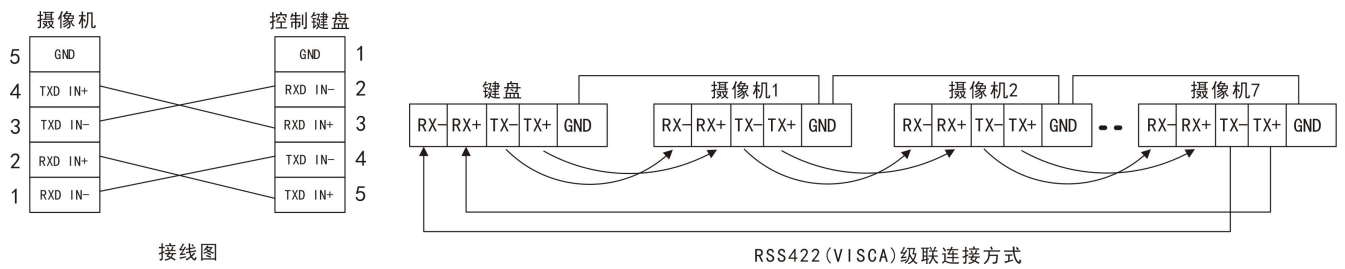 摄像机
控制键盘
5 GND GND 1
4 TXD IN+ RXD IN- 2
3 TXD IN- RXD IN+ 3
2 RXD IN+ TXD IN- 4
1 RXD IN- TXD IN+ 5
接线图
键盘 摄像机1 摄像机2 摄像机7
RX- RX+ TX- TX+ GND RX- RX+ TX- TX+ GND RX- RX+ TX- TX+ GND RX- RX+ TX- TX+ GND
RSS422(VISCA)级联连接方式